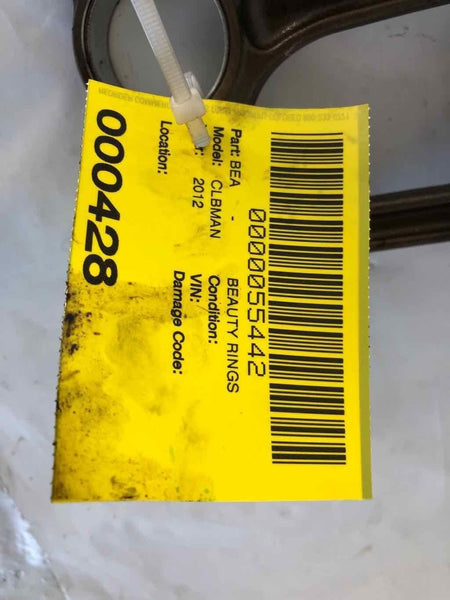 0000055442
Part: BEA - BEAUTY RINGS
Model: CLBMAN Condition:
2012 VIN:
Location: Damage Code:
000428